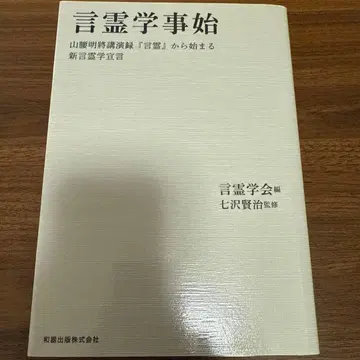 言霊学事始
山腰明將講演録『言霊』から始まる
新言霊学宣言
言霊学会編
七沢賢治監修
和器出版株式会社